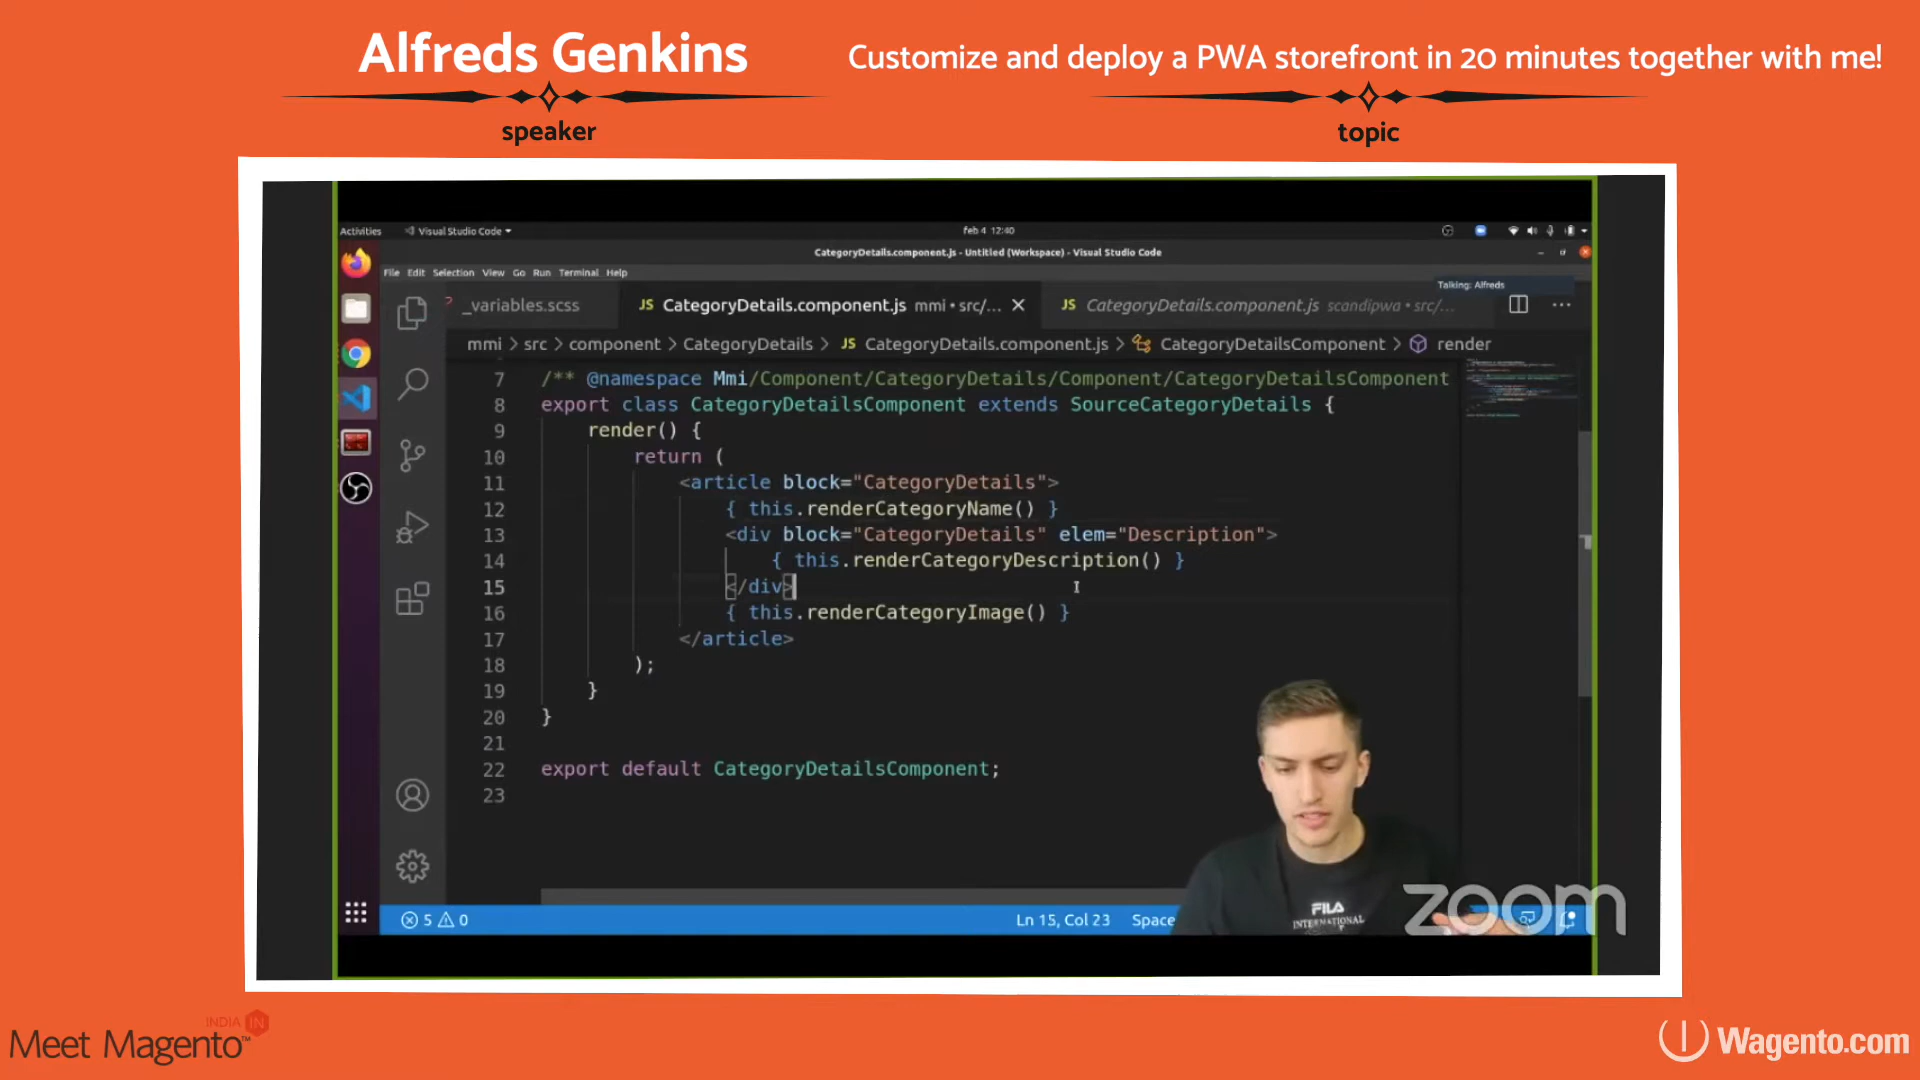 Alfreds Genkins
speaker
Customize and deploy a PWA storefront in 20 minutes together with me!
topic
Activities
Visual Studio Code
feb 4 12:40
CategoryDetails.component.js - Untitled (Workspace) - Visual Studio Code
File Edit Selection View Go Run Terminal Help
Talking: Alfreds
_variables.scss
JS CategoryDetails.component.js mmi • src/...
JS CategoryDetails.component.js scandipwa • src/...
mmi > src > component > CategoryDetails > JS CategoryDetails.component.js > CategoryDetailsComponent > render
7 /** @namespace Mmi/Component/CategoryDetails/Component/CategoryDetailsComponent
8 export class CategoryDetailsComponent extends SourceCategoryDetails {
9 render() {
10 return (
11 <article block="CategoryDetails">
12 { this.renderCategoryName() }
13 <div block="CategoryDetails" elem="Description">
14 { this.renderCategoryDescription() }
15 </div>
16 { this.renderCategoryImage() }
17 </article>
18 );
19 }
20 }
21
22 export default CategoryDetailsComponent;
23
5 0
Ln 15, Col 23
Space
FILA
INTERNATIONAL
zoom
INDIA IN
Meet Magento™
Wagento.com